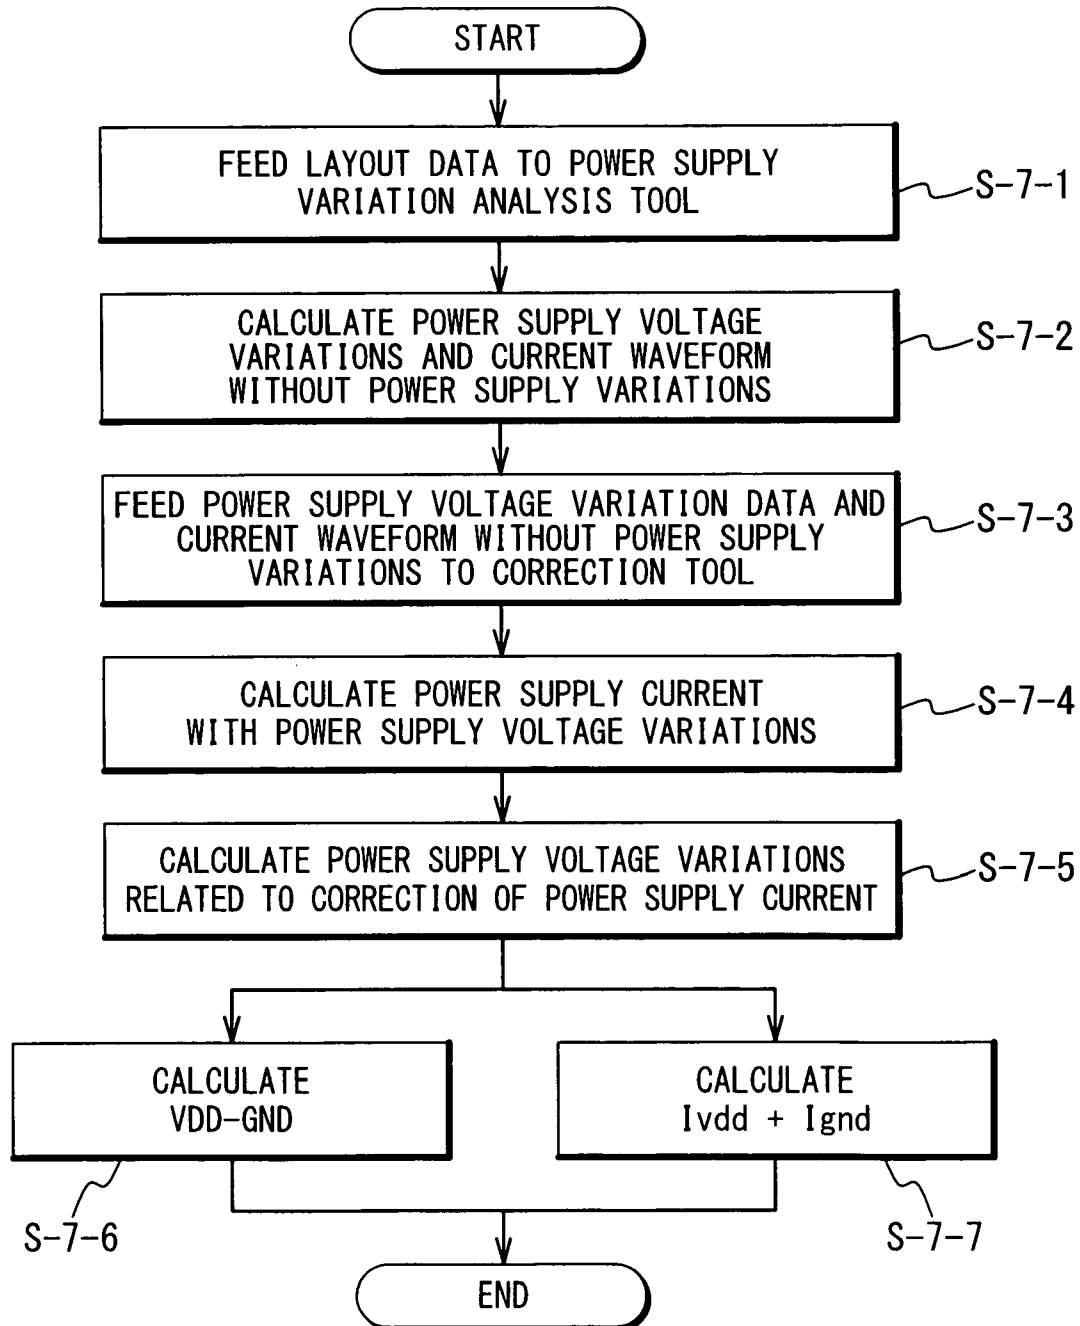 START
FEED LAYOUT DATA TO POWER SUPPLY
VARIATION ANALYSIS TOOL
S-7-1
CALCULATE POWER SUPPLY VOLTAGE
VARIATIONS AND CURRENT WAVEFORM
WITHOUT POWER SUPPLY VARIATIONS
S-7-2
FEED POWER SUPPLY VOLTAGE VARIATION DATA AND
CURRENT WAVEFORM WITHOUT POWER SUPPLY
VARIATIONS TO CORRECTION TOOL
S-7-3
CALCULATE POWER SUPPLY CURRENT
WITH POWER SUPPLY VOLTAGE VARIATIONS
S-7-4
CALCULATE POWER SUPPLY VOLTAGE VARIATIONS
RELATED TO CORRECTION OF POWER SUPPLY CURRENT
S-7-5
CALCULATE
VDD-GND
S-7-6
CALCULATE
Ivdd + Ignd
S-7-7
END